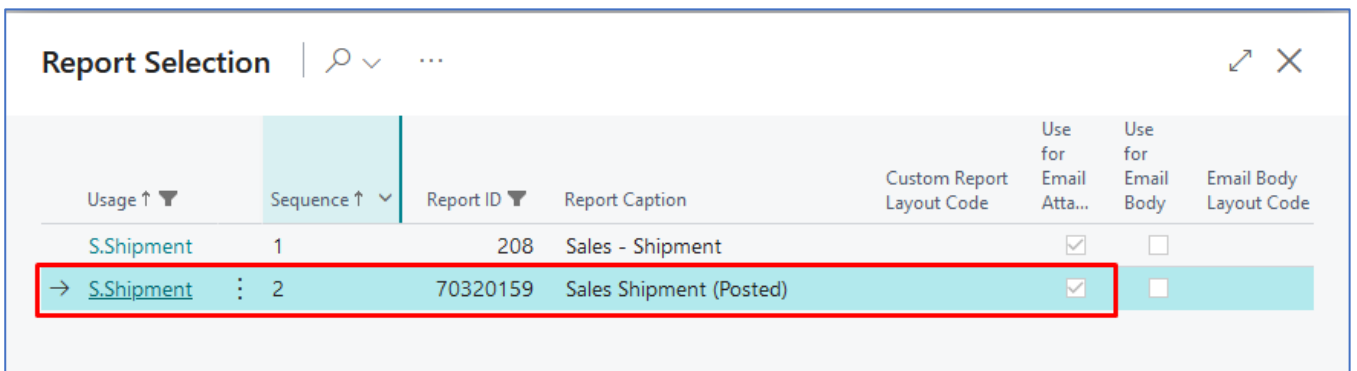 Report Selection
Usage ↑ Sequence ↑ Report ID Report Caption Custom Report Layout Code Use for Email Atta... Use for Email Body Email Body Layout Code
S.Shipment 1 208 Sales - Shipment
S.Shipment 2 70320159 Sales Shipment (Posted)